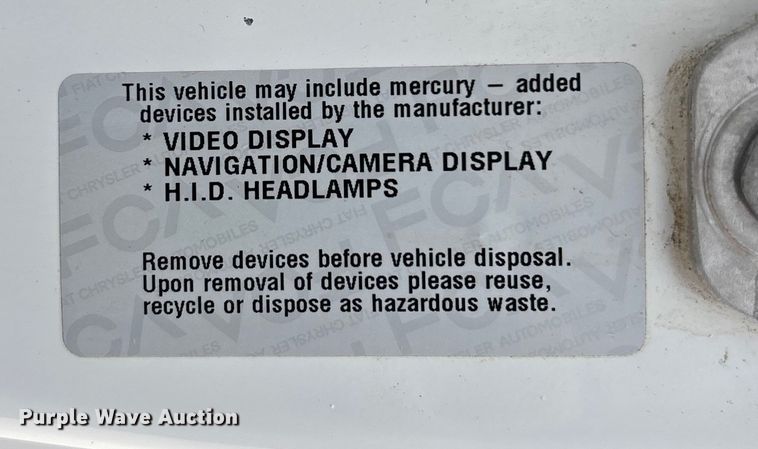 This vehicle may include mercury – added
devices installed by the manufacturer:
* VIDEO DISPLAY
* NAVIGATION/CAMERA DISPLAY
* H.I.D. HEADLAMPS
Remove devices before vehicle disposal.
Upon removal of devices please reuse,
recycle or dispose as hazardous waste.
Purple Wave Auction